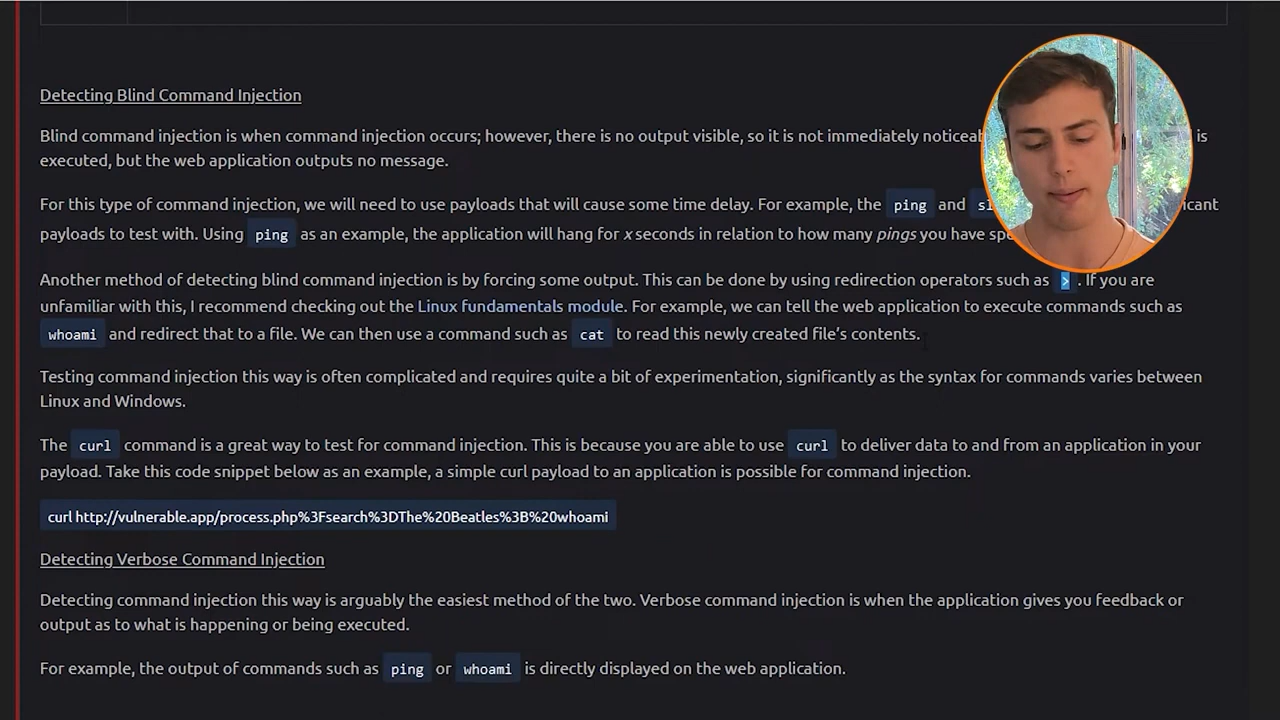 Detecting Blind Command Injection
Blind command injection is when command injection occurs; however, there is no output visible, so it is not immediately is
executed, but the web application outputs no message.
For this type of command injection, we will need to use payloads that will cause some time delay. For example, the ping and
payloads to test with. Using ping as an example, the application will hang for x seconds in relation to how many pings you have
Another method of detecting blind command injection is by forcing some output. This can be done by using redirection operators such as > . If you are
unfamiliar with this, I recommend checking out the Linux fundamentals module. For example, we can tell the web application to execute commands such as
whoami and redirect that to a file. We can then use a command such as cat to read this newly created file's contents.
Testing command injection this way is often complicated and requires quite a bit of experimentation, significantly as the syntax for commands varies between
Linux and Windows.
The curl command is a great way to test for command injection. This is because you are able to use curl to deliver data to and from an application in your
payload. Take this code snippet below as an example, a simple curl payload to an application is possible for command injection.
curl http://vulnerable.app/process.php%3Fsearch%3DThe%20Beatles%3B%20whoami
Detecting Verbose Command Injection
Detecting command injection this way is arguably the easiest method of the two. Verbose command injection is when the application gives you feedback or
output as to what is happening or being executed.
For example, the output of commands such as ping or whoami is directly displayed on the web application.